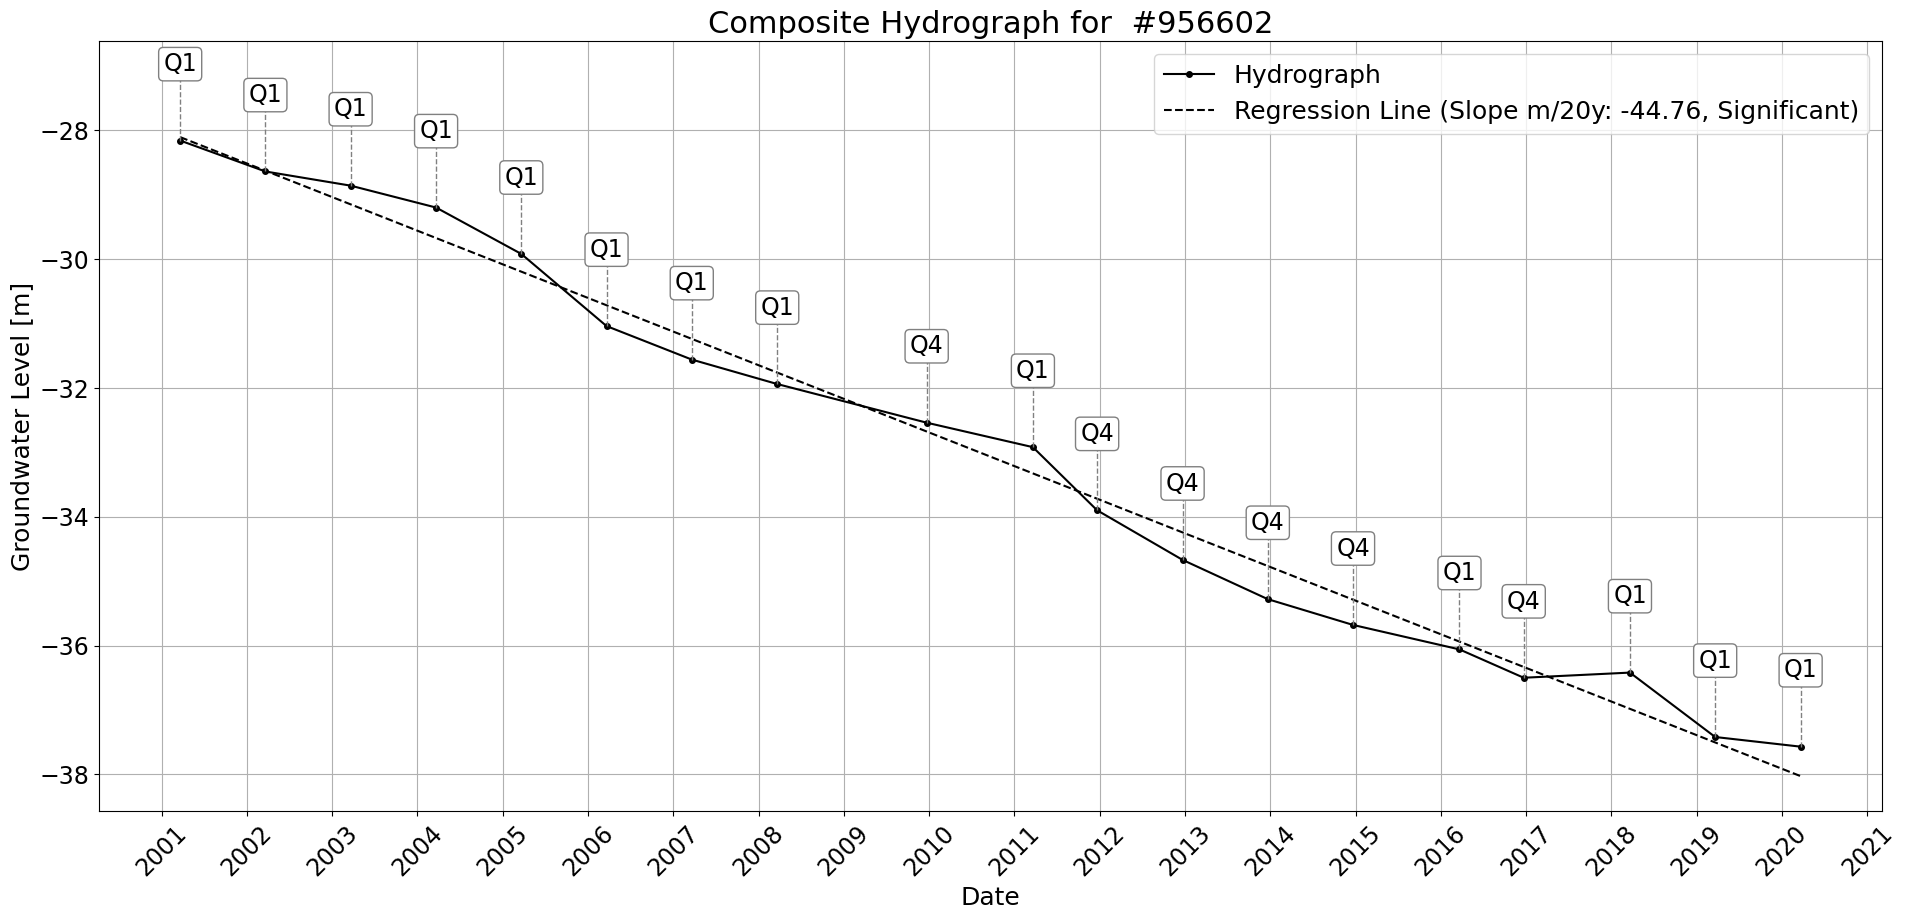 Composite Hydrograph for  #956602
Hydrograph
Regression Line (Slope m/20y: -44.76, Significant)
Q1
Q1
Q1
Q1
Q1
Q1
Q1
Q1
Q4
Q1
Q4
Q4
Q4
Q4
Q1
Q4
Q1
Q1
Q1
Groundwater Level [m]
−28
−30
−32
−34
−36
−38
2001
2002
2003
2004
2005
2006
2007
2008
2009
2010
2011
2012
2013
2014
2015
2016
2017
2018
2019
2020
2021
Date